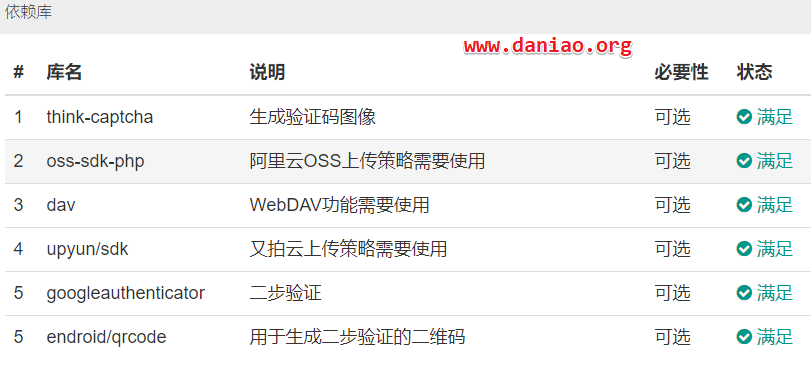 依赖库
www.daniao.org
# 库名 说明 必要性 状态
1 think-captcha 生成验证码图像 可选 满足
2 oss-sdk-php 阿里云OSS上传策略需要使用 可选 满足
3 dav WebDAV功能需要使用 可选 满足
4 upyun/sdk 又拍云上传策略需要使用 可选 满足
5 googleauthenticator 二步验证 可选 满足
5 endroid/qrcode 用于生成二步验证的二维码 可选 满足